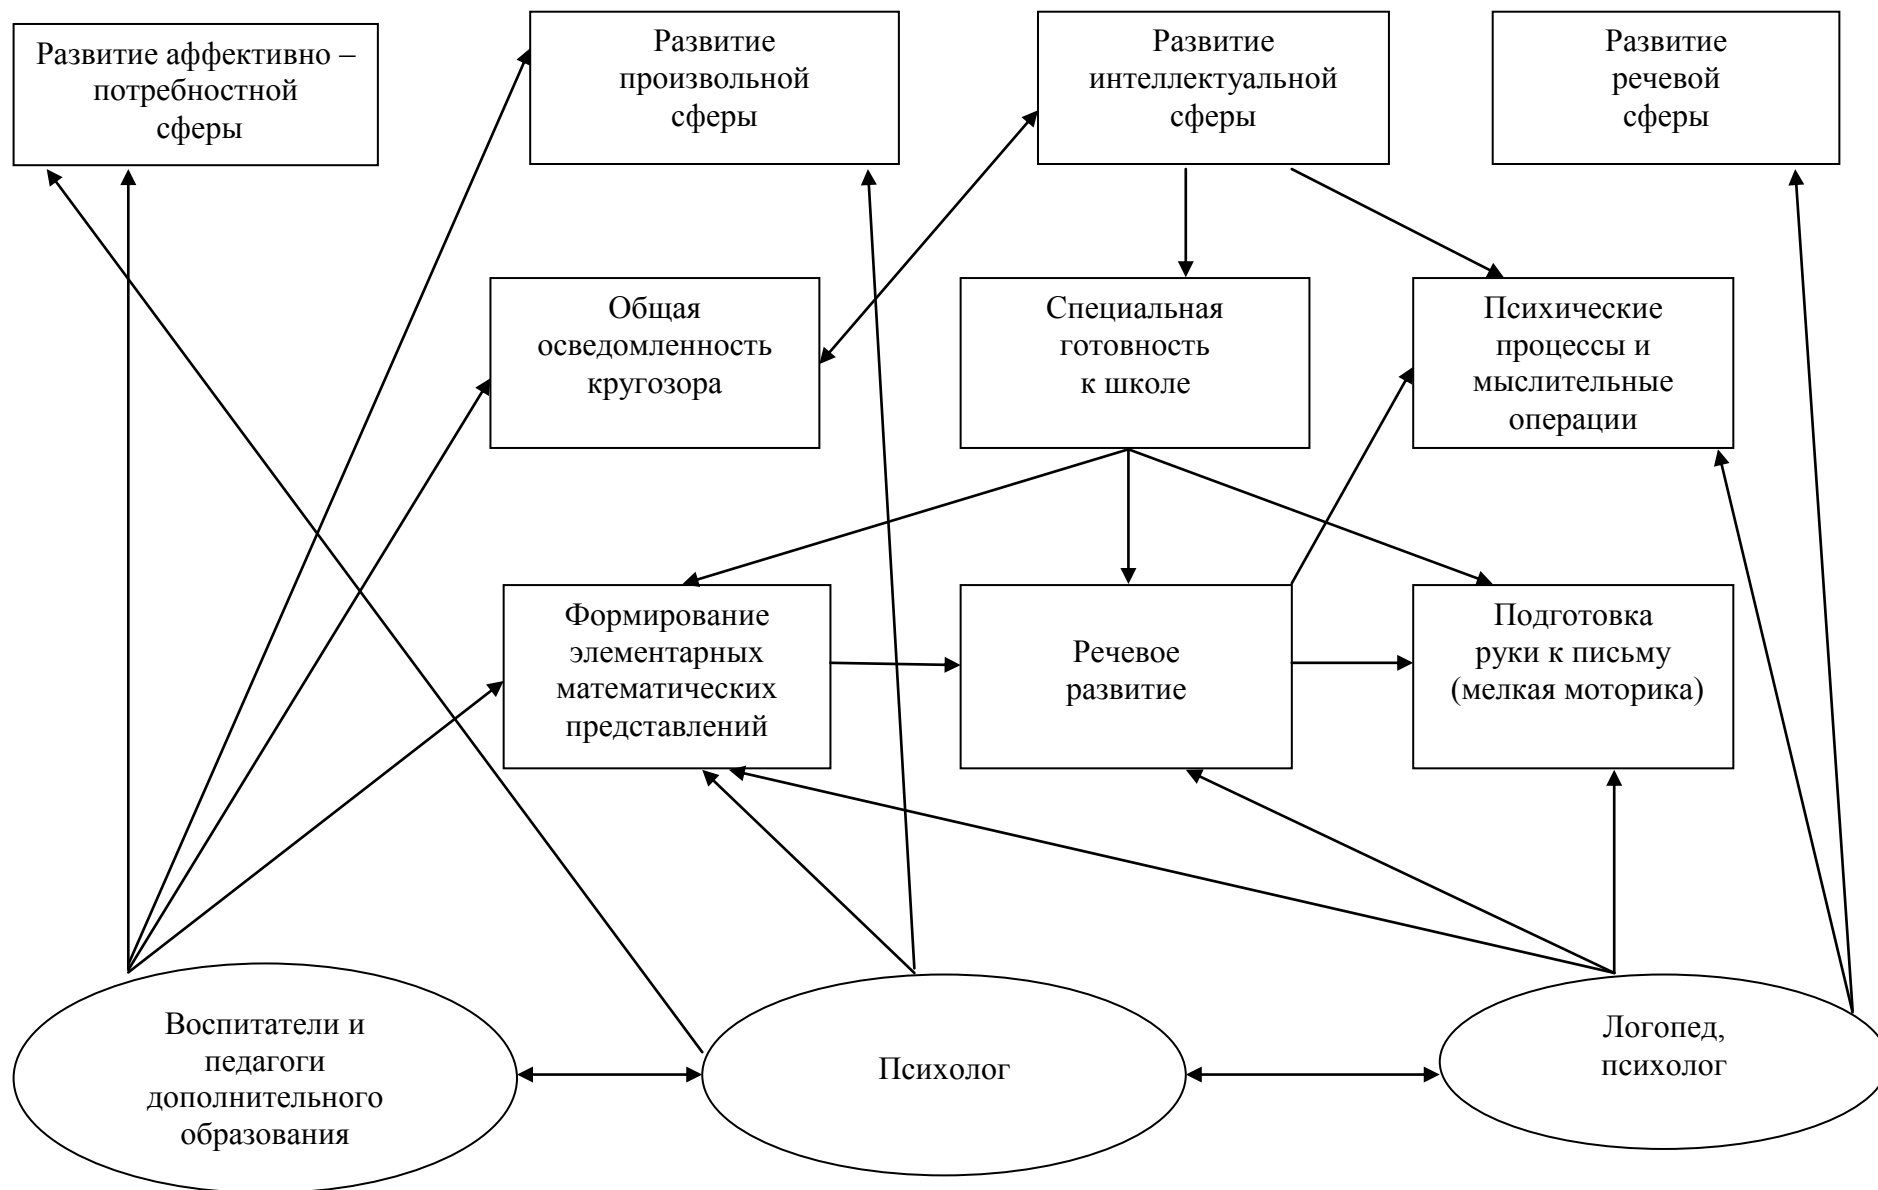 Развитие аффективно –
потребностной
сферы
Развитие
произвольной
сферы
Развитие
интеллектуальной
сферы
Развитие
речевой
сферы
Общая
осведомленность
кругозора
Специальная
готовность
к школе
Психические
процессы и
мыслительные
операции
Формирование
элементарных
математических
представлений
Речевое
развитие
Подготовка
руки к письму
(мелкая моторика)
Воспитатели и
педагоги
дополнительного
образования
Психолог
Логопед,
психолог